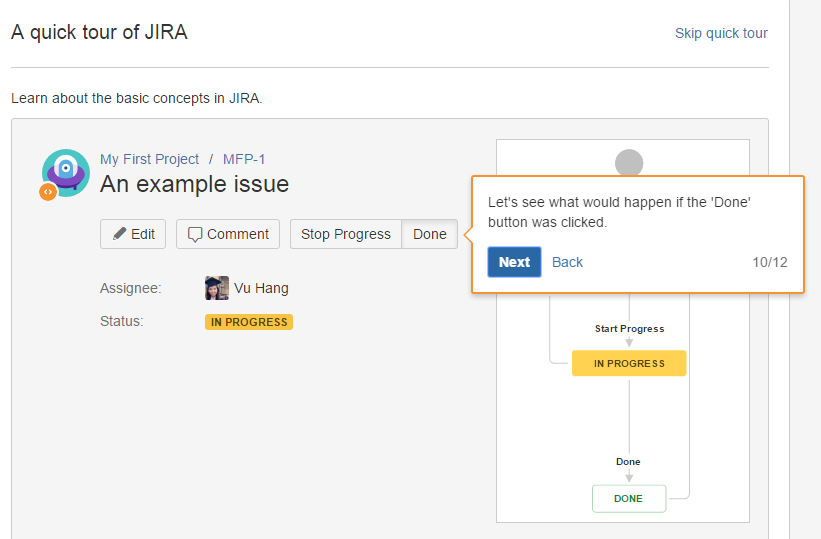 A quick tour of JIRA
Skip quick tour
Learn about the basic concepts in JIRA.
My First Project / MFP-1
An example issue
Edit
Comment
Stop Progress
Done
Assignee:
Vu Hang
Status:
IN PROGRESS
Let's see what would happen if the 'Done'
button was clicked.
Next
Back
10/12
Start Progress
IN PROGRESS
Done
DONE